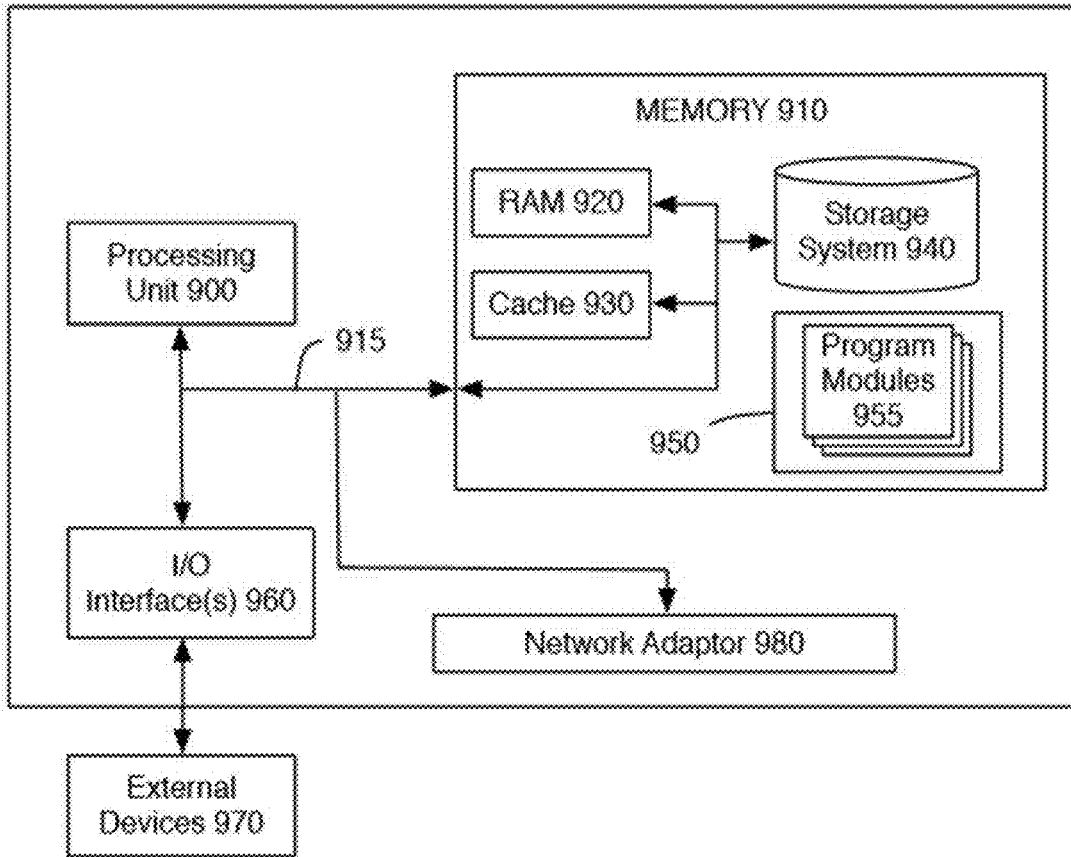 MEMORY 910
RAM 920
Storage
System 940
Cache 930
Processing
Unit 900
915
Program
Modules
955
950
I/O
Interface(s) 960
Network Adaptor 980
External
Devices 970